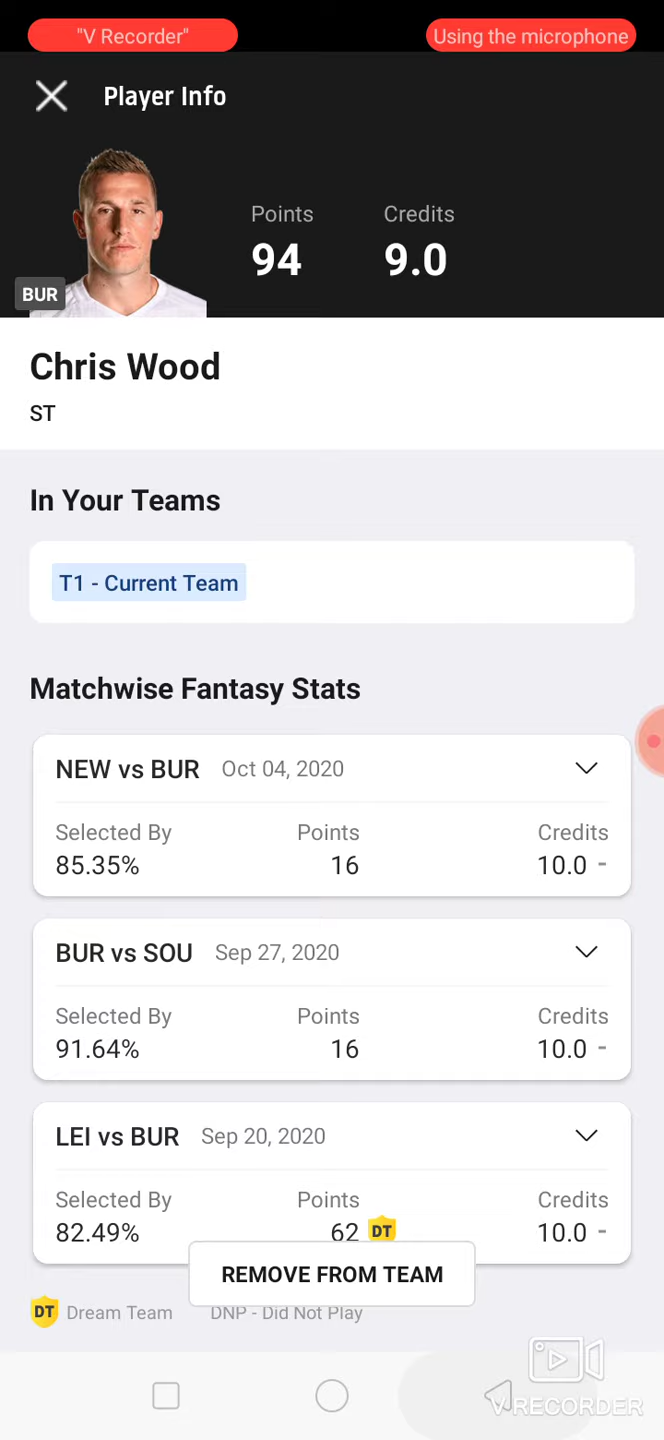 "V Recorder" Using the microphone
Player Info
Points Credits
94 9.0
BUR
Chris Wood
ST
In Your Teams
T1 - Current Team
Matchwise Fantasy Stats
NEW vs BUR Oct 04, 2020
Selected By Points Credits
85.35% 16 10.0 -
BUR vs SOU Sep 27, 2020
Selected By Points Credits
91.64% 16 10.0 -
LEI vs BUR Sep 20, 2020
Selected By Points Credits
82.49% 62 DT 10.0 -
REMOVE FROM TEAM
DT Dream Team DNP - Did Not Play
V RECORDER